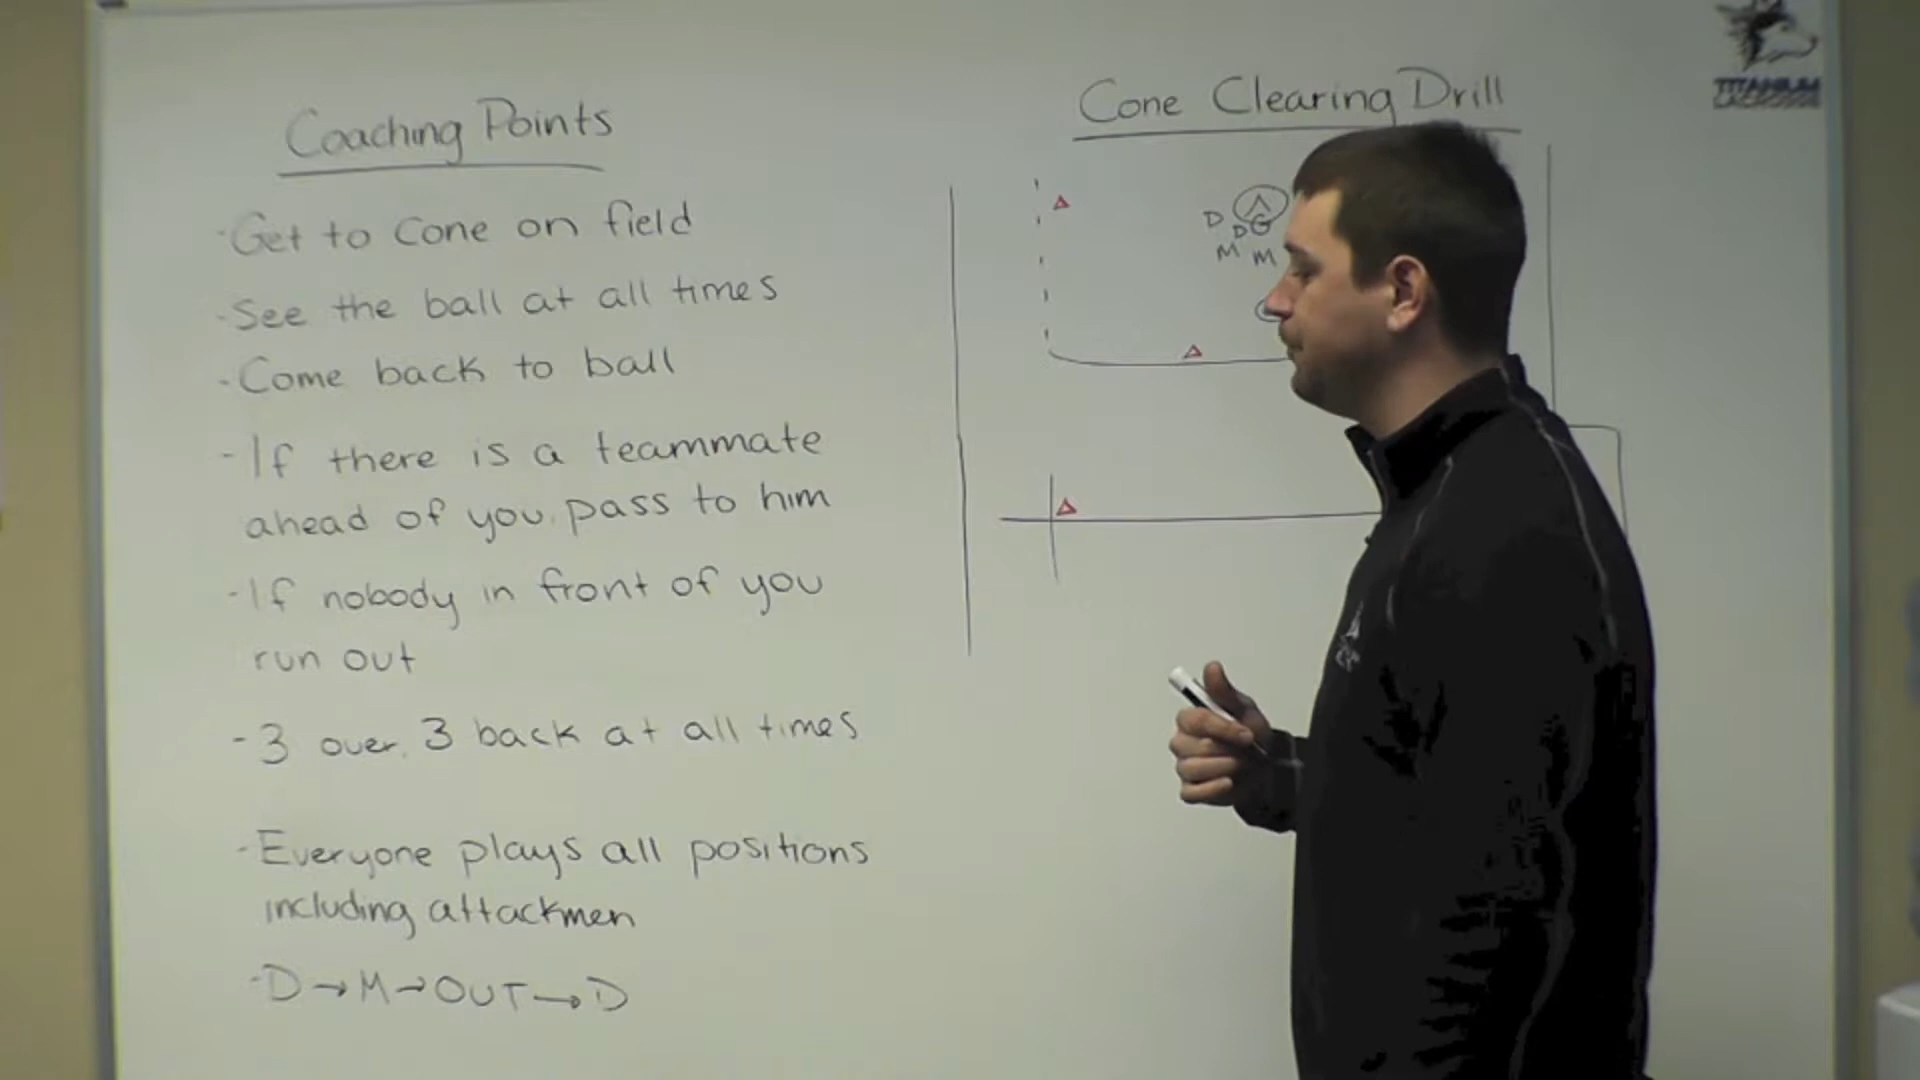 Coaching Points
- Get to cone on field
- See the ball at all times
- Come back to ball
- If there is a teammate
ahead of you, pass to him
- If nobody in front of you
run out
- 3 over, 3 back at all times
- Everyone plays all positions
including attackmen
- D → M → OUT → D
Cone Clearing Drill
D D G
M M
TITANIUM
LACROSSE